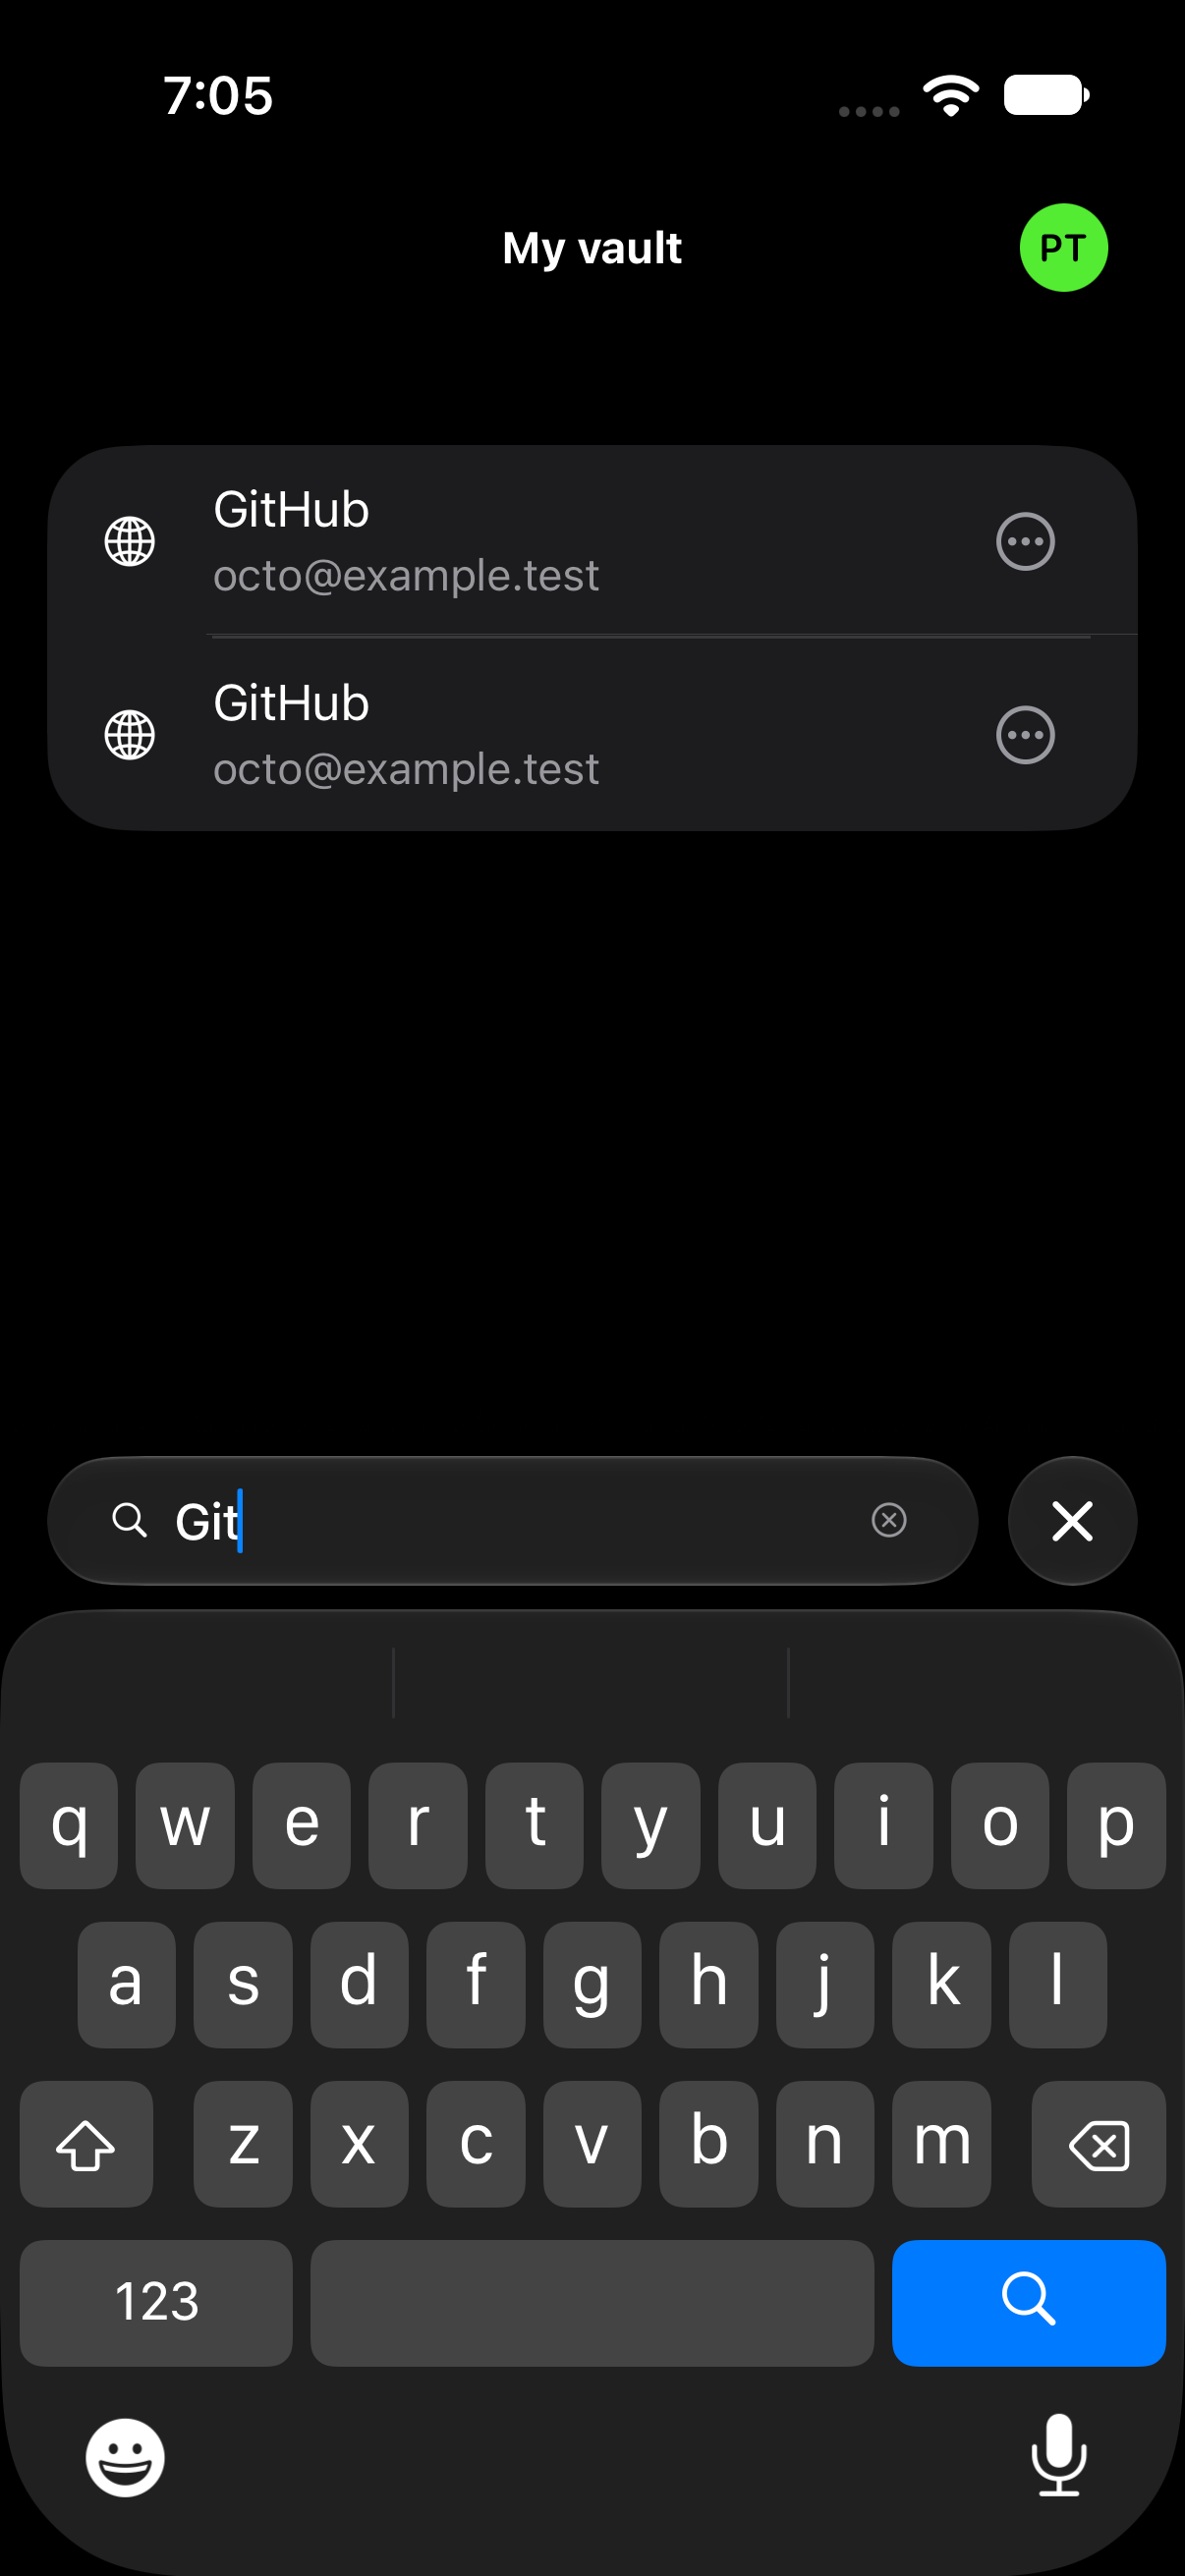 7:05
My vault
PT
GitHub
octo@example.test
GitHub
octo@example.test
Git
q w e r t y u i o p
a s d f g h j k l
z x c v b n m
123